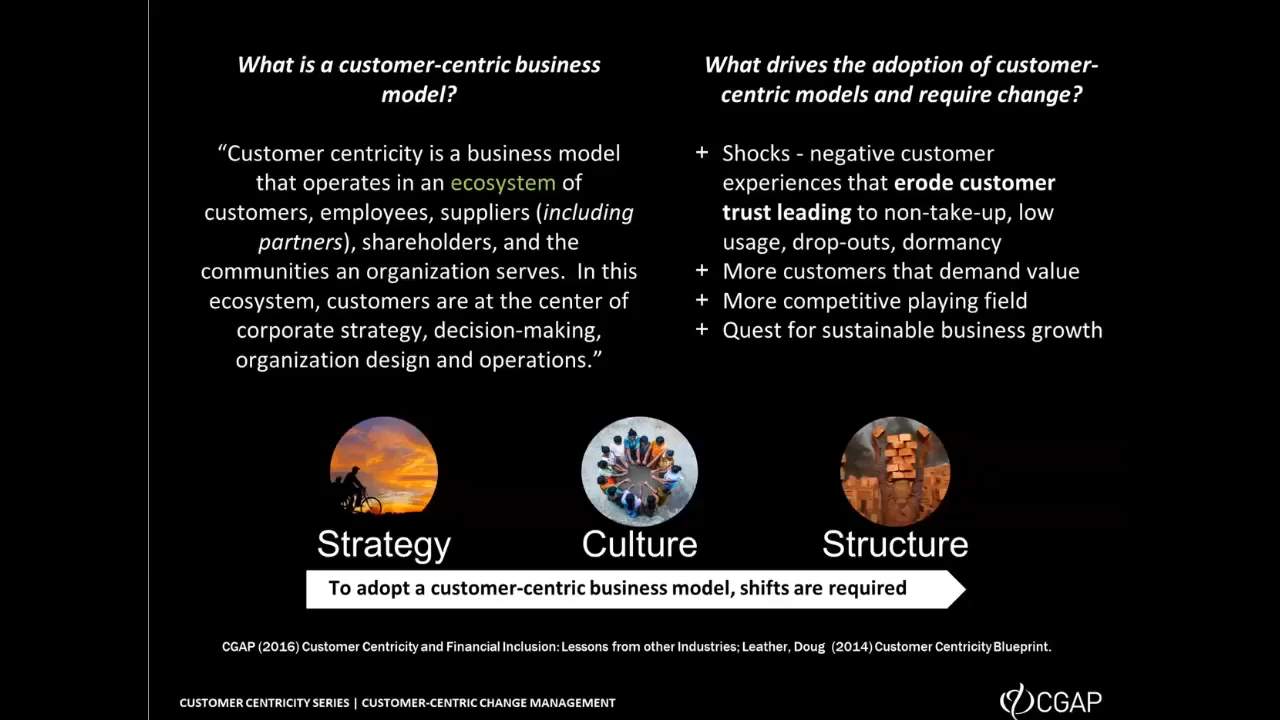 What is a customer-centric business
model?
“Customer centricity is a business model
that operates in an ecosystem of
customers, employees, suppliers (including
partners), shareholders, and the
communities an organization serves.  In this
ecosystem, customers are at the center of
corporate strategy, decision-making,
organization design and operations.”
What drives the adoption of customer-
centric models and require change?
+ Shocks - negative customer
experiences that erode customer
trust leading to non-take-up, low
usage, drop-outs, dormancy
+ More customers that demand value
+ More competitive playing field
+ Quest for sustainable business growth
Strategy
Culture
Structure
To adopt a customer-centric business model, shifts are required
CGAP (2016) Customer Centricity and Financial Inclusion: Lessons from other Industries; Leather, Doug  (2014) Customer Centricity Blueprint.
CUSTOMER CENTRICITY SERIES | CUSTOMER-CENTRIC CHANGE MANAGEMENT
CGAP